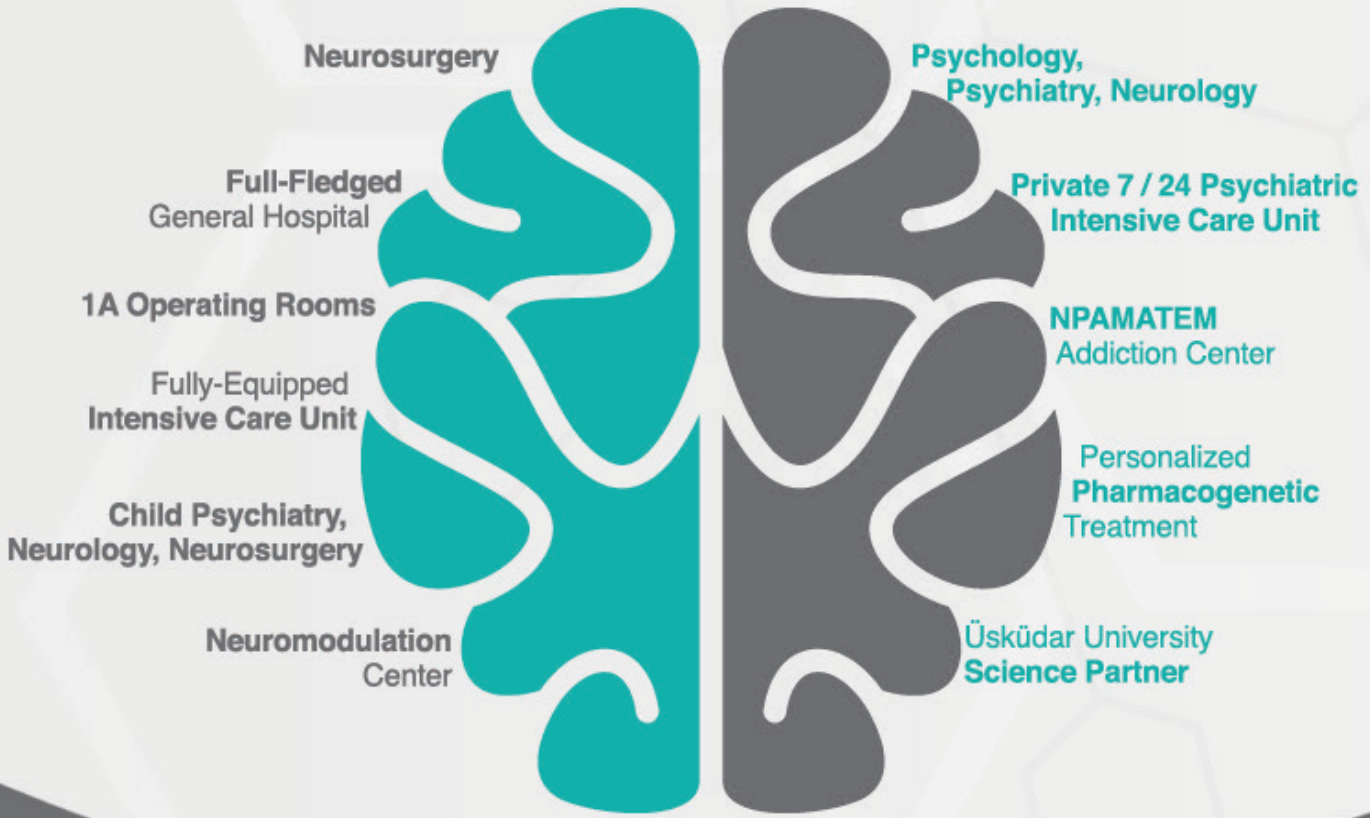 Neurosurgery
Full-Fledged
General Hospital
1A Operating Rooms
Fully-Equipped
Intensive Care Unit
Child Psychiatry,
Neurology, Neurosurgery
Neuromodulation
Center
Psychology,
Psychiatry, Neurology
Private 7 / 24 Psychiatric
Intensive Care Unit
NPAMATEM
Addiction Center
Personalized
Pharmacogenetic
Treatment
Üsküdar University
Science Partner